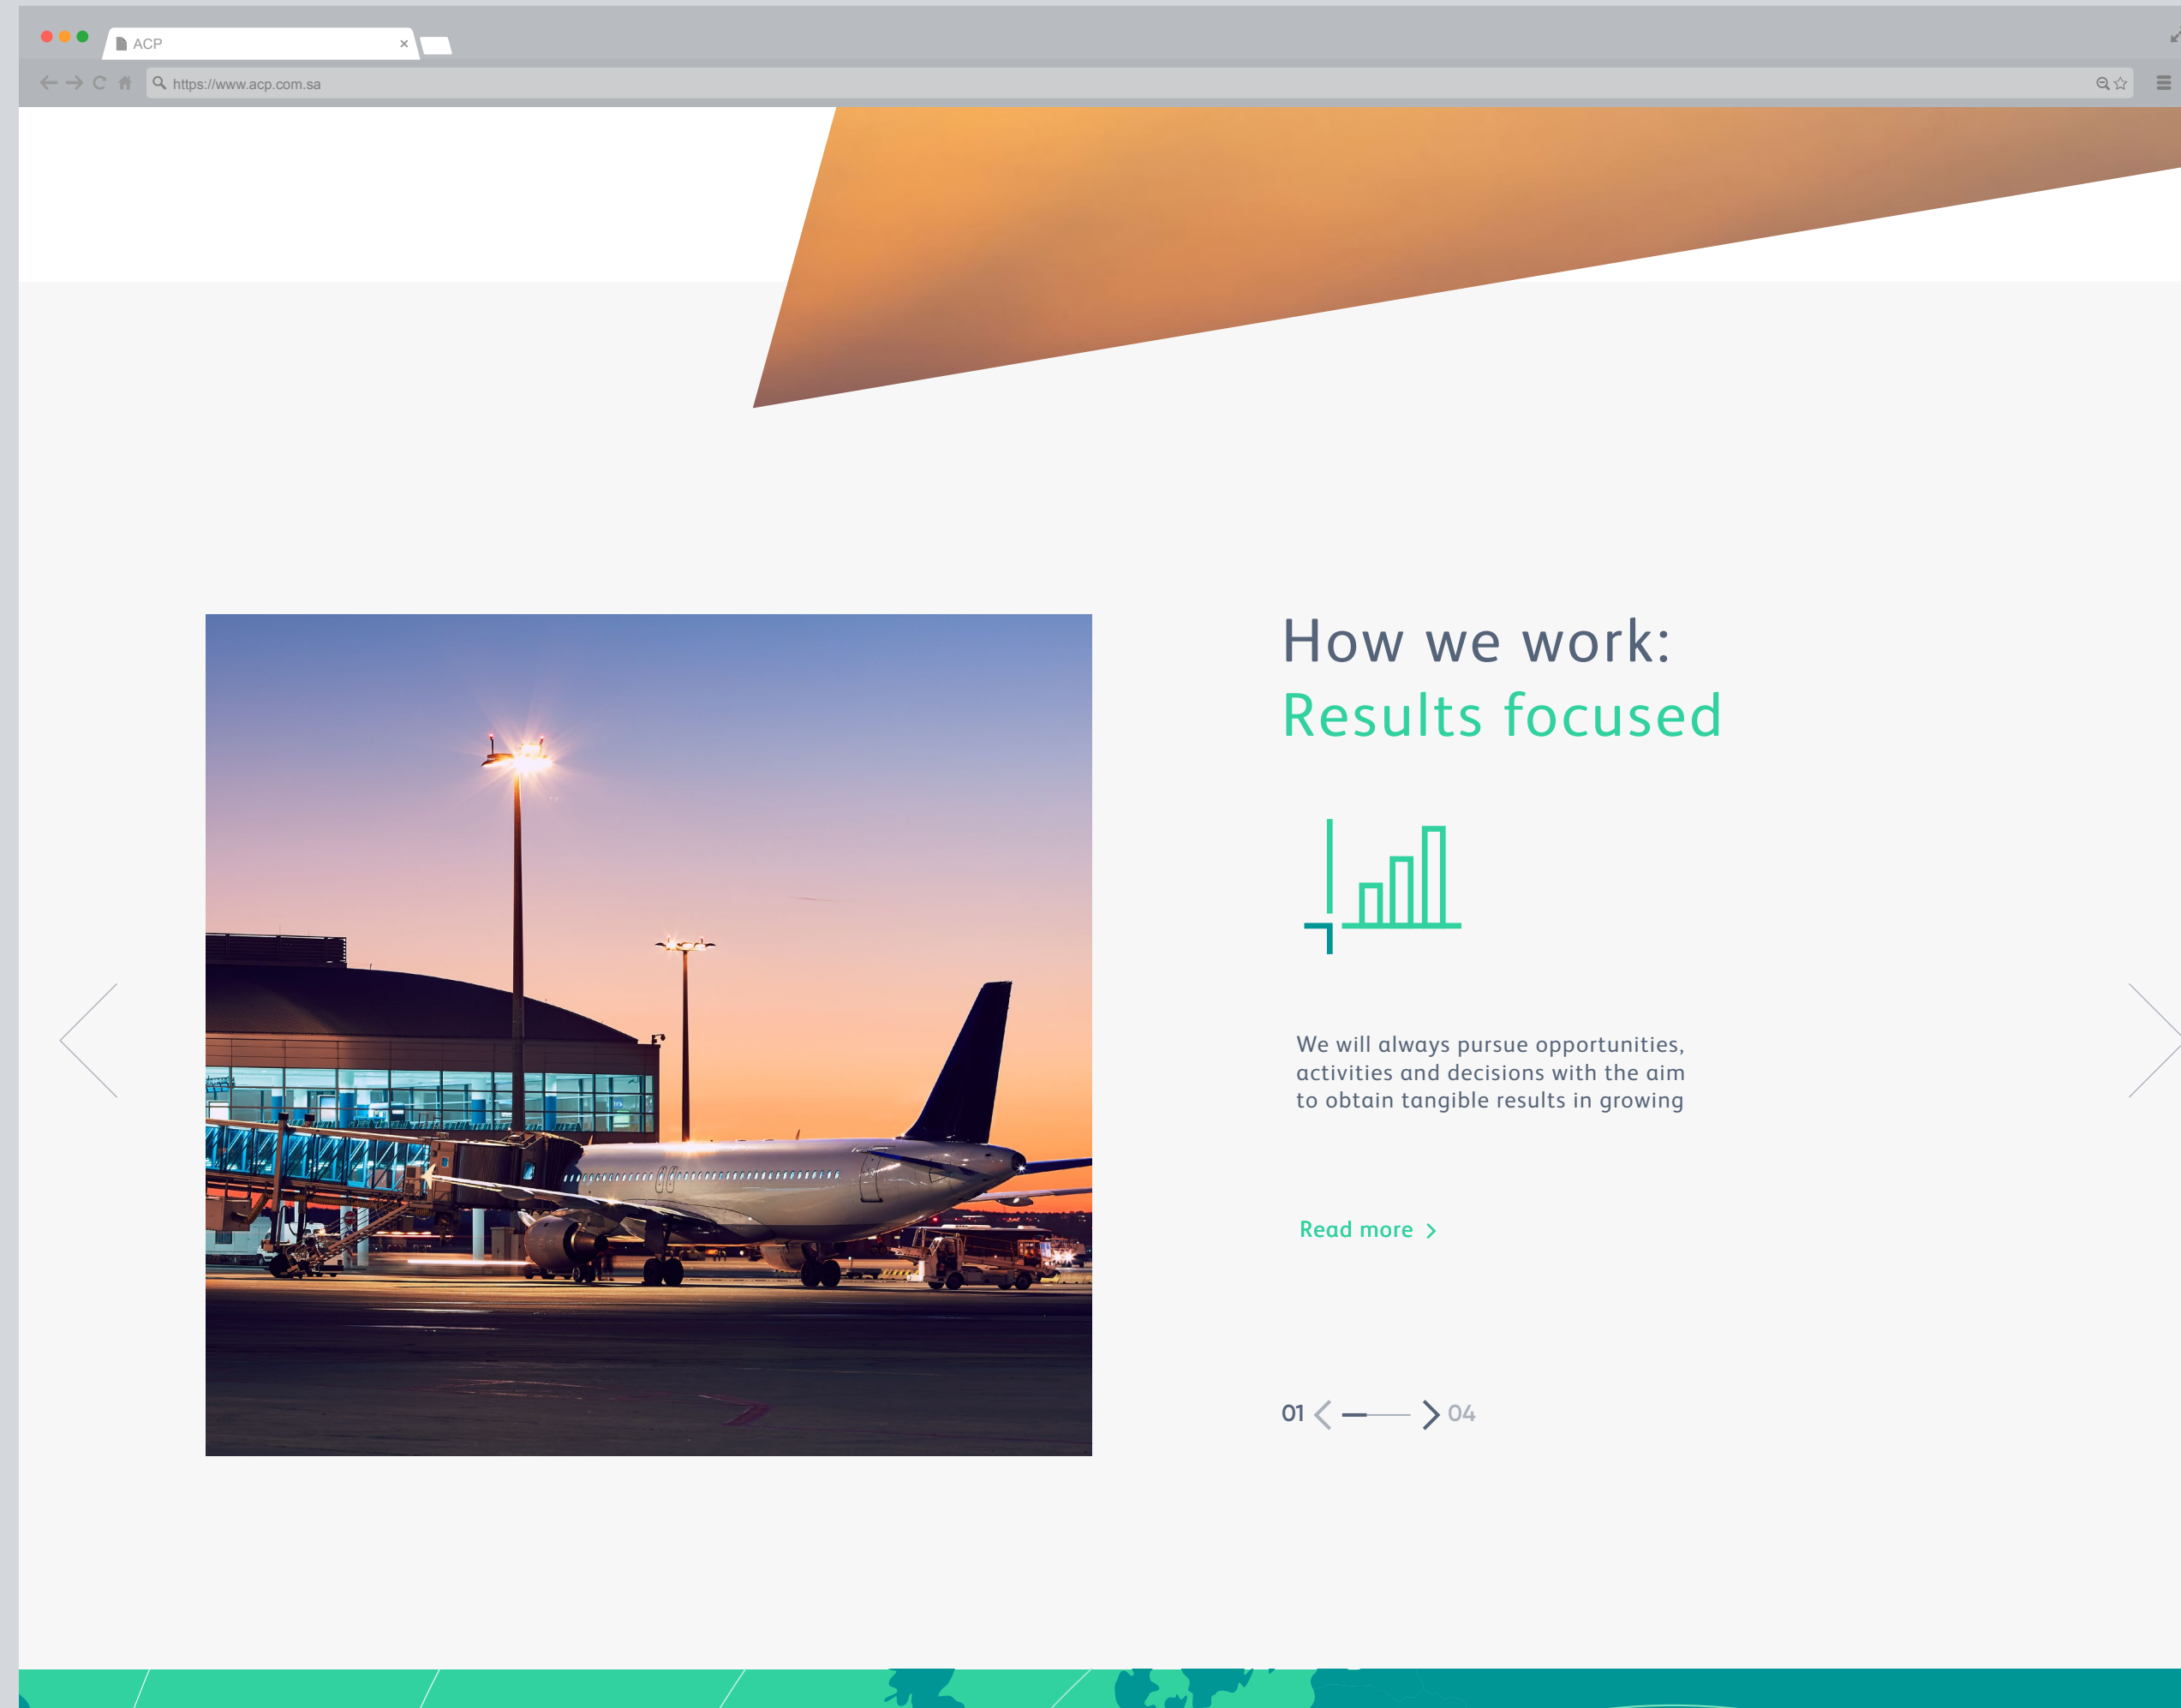 ACP
https://www.acp.com.sa
How we work:
Results focused
We will always pursue opportunities,
activities and decisions with the aim
to obtain tangible results in growing
Read more
01
04